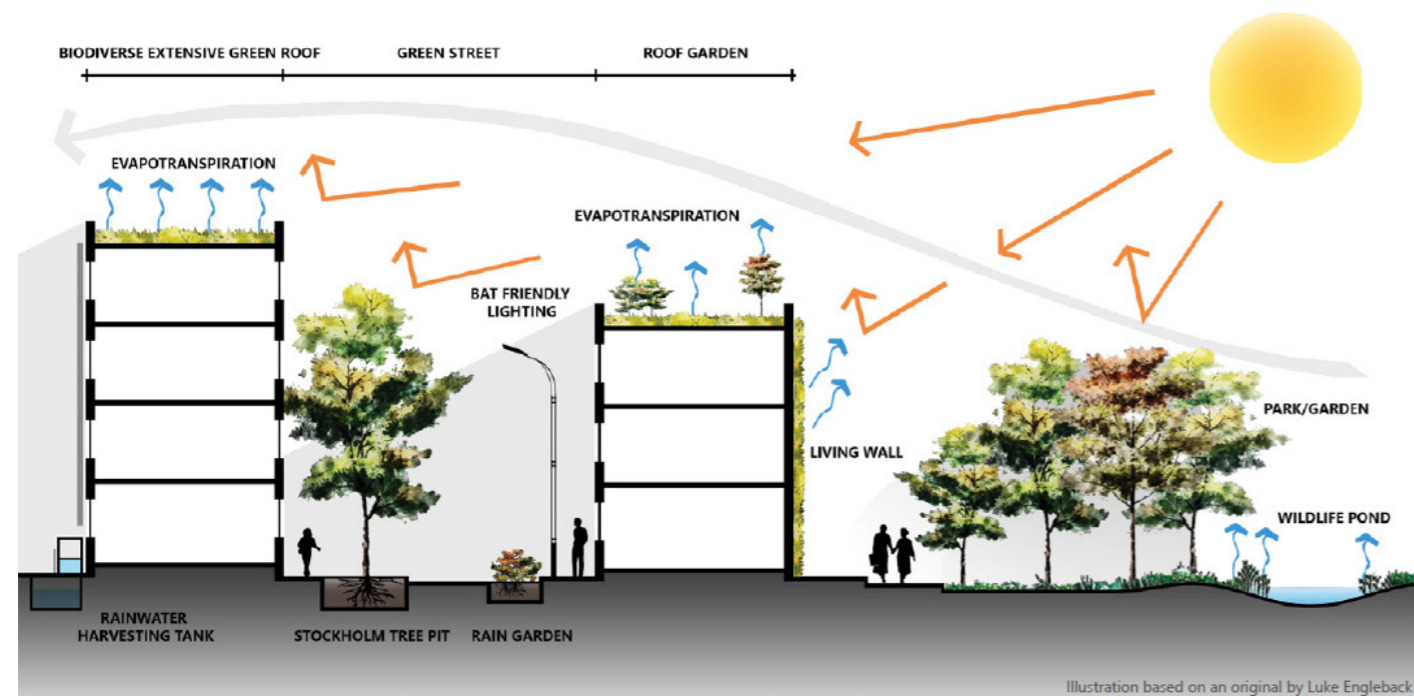 BIODIVERSE EXTENSIVE GREEN ROOF
GREEN STREET
ROOF GARDEN
EVAPOTRANSPIRATION
EVAPOTRANSPIRATION
BAT FRIENDLY
LIGHTING
PARK/GARDEN
LIVING WALL
WILDLIFE POND
RAINWATER
HARVESTING TANK
STOCKHOLM TREE PIT
RAIN GARDEN
Illustration based on an original by Luke Engleback